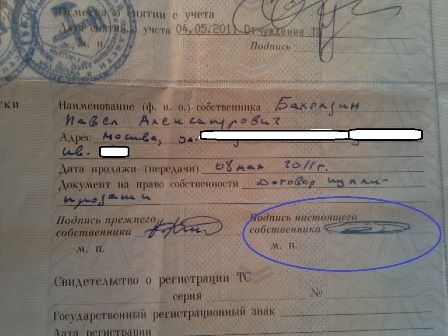 Отметка о снятии с учета
Дата снятия с учета 04.05.2011 Отчуждение ТС
М. П. Подпись
Наименование (ф. и. о.) собственника
Павел Александрович
Адрес Москва,
кв.
Дата продажи (передачи) 08 мая 2011г.
Документ на право собственности Договор купли-
продажи
Подпись прежнего собственника
Подпись настоящего собственника
М. П.
М. П.
Свидетельство о регистрации ТС
серия №
Государственный регистрационный знак
Дата регистрации